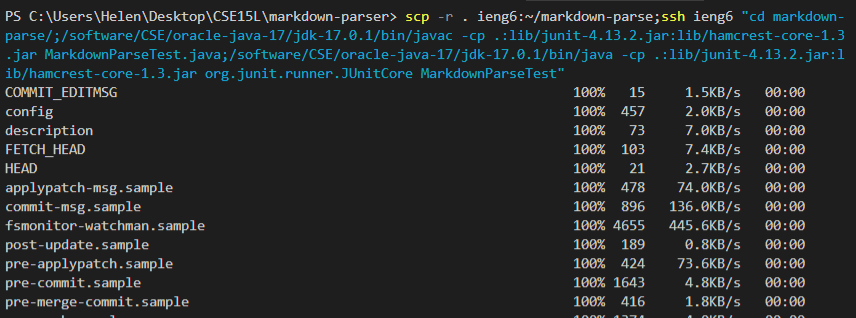 PS C:\Users\Helen\Desktop\CSE15L\markdown-parser> scp -r . ieng6:~/markdown-parse;ssh ieng6 "cd markdown-
parse/;/software/CSE/oracle-java-17/jdk-17.0.1/bin/javac -cp .:lib/junit-4.13.2.jar:lib/hamcrest-core-1.3
.jar MarkdownParseTest.java;/software/CSE/oracle-java-17/jdk-17.0.1/bin/java -cp .:lib/junit-4.13.2.jar:l
ib/hamcrest-core-1.3.jar org.junit.runner.JUnitCore MarkdownParseTest"
COMMIT_EDITMSG 100% 15 1.5KB/s 00:00
config 100% 457 2.0KB/s 00:00
description 100% 73 7.0KB/s 00:00
FETCH_HEAD 100% 103 7.4KB/s 00:00
HEAD 100% 21 2.7KB/s 00:00
applypatch-msg.sample 100% 478 74.0KB/s 00:00
commit-msg.sample 100% 896 136.0KB/s 00:00
fsmonitor-watchman.sample 100% 4655 445.6KB/s 00:00
post-update.sample 100% 189 0.8KB/s 00:00
pre-applypatch.sample 100% 424 73.6KB/s 00:00
pre-commit.sample 100% 1643 4.8KB/s 00:00
pre-merge-commit.sample 100% 416 1.8KB/s 00:00